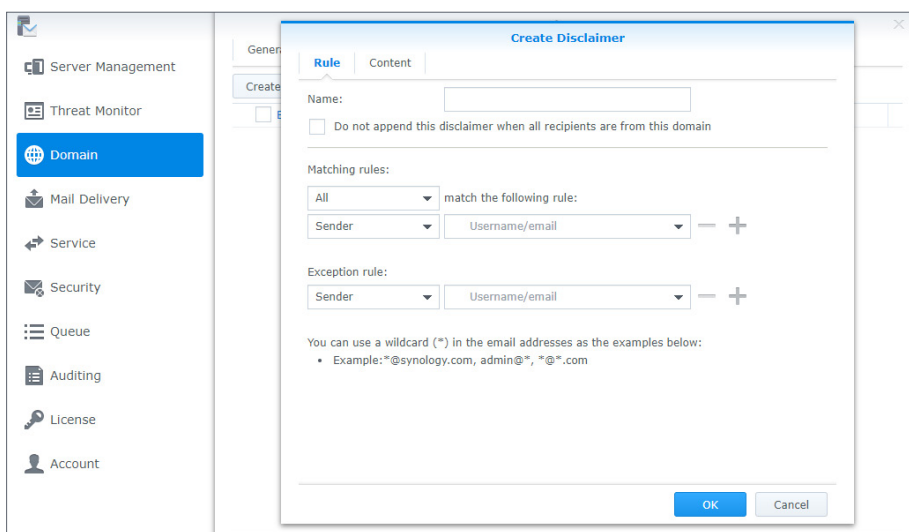 Server Management
Threat Monitor
Domain
Mail Delivery
Service
Security
Queue
Auditing
License
Account
Create
Create Disclaimer
Rule Content
Name:
Do not append this disclaimer when all recipients are from this domain
Matching rules:
All match the following rule:
Sender Username/email
Exception rule:
Sender Username/email
You can use a wildcard (*) in the email addresses as the examples below:
• Example:*@synology.com, admin@*, *@*.com
OK Cancel